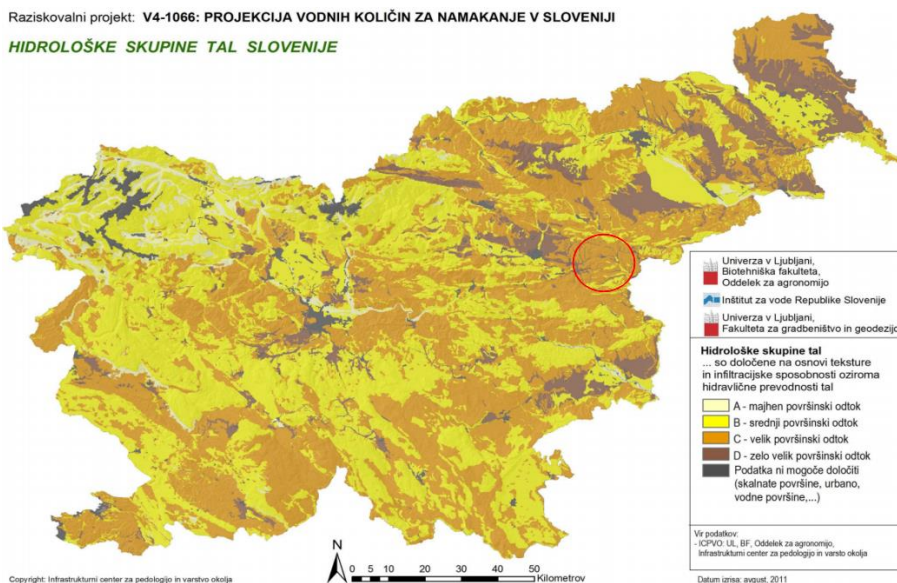 Raziskovalni projekt: V4-1066: PROJEKCIJA VODNIH KOLIČIN ZA NAMAKANJE V SLOVENIJI
HIDROLOŠKE SKUPINE TAL SLOVENIJE
Univerza v Ljubljani,
Biotehniška fakulteta,
Oddelek za agronomijo
Inštitut za vode Republike Slovenije
Univerza v Ljubljani,
Fakulteta za gradbeništvo in geodezijo
Hidrološke skupine tal
... so določene na osnovi teksture
in infiltracijske sposobnosti oziroma
hidravlične prevodnosti tal
A - majhen površinski odtok
B - srednji površinski odtok
C - velik površinski odtok
D - zelo velik površinski odtok
Podatka ni mogoče določiti
(skalnate površine, urbano,
vodne površine,...)
Vir podatkov:
- ICPVO: UL, BF, Oddelek za agronomijo,
Infrastrukturni center za pedologijo in varsto okolja
N
0 5 10 20 30 40 50
Kilometrov
Copyright: Infrastrukturni center za pedologijo in varstvo okolja
Datum izrisa: avgust, 2011